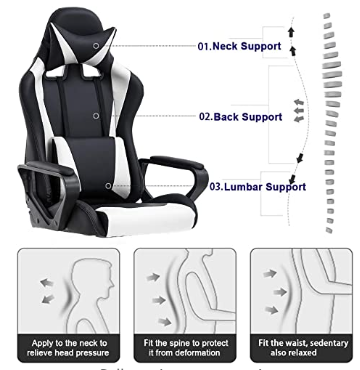 01.Neck Support
02.Back Support
03.Lumbar Support
Apply to the neck to
relieve head pressure
Fit the spine to protect
it from deformation
Fit the waist, sedentary
also relaxed